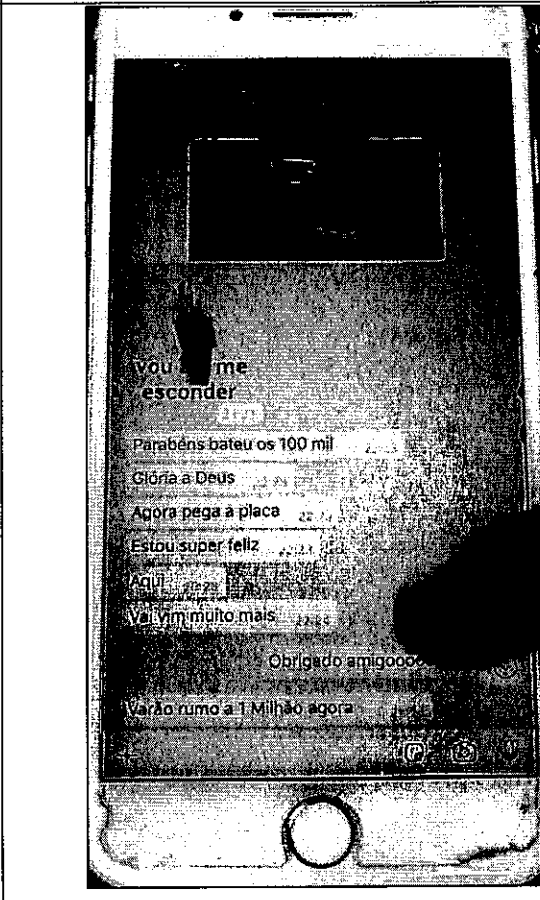 vou me
esconder
Parabéns bateu os 100 mil
Glória a Deus
Agora pega a placa
Estou super feliz
Aqui
Vai vim muito mais
Obrigado amigoooo
Varão rumo a 1 Milhão agora